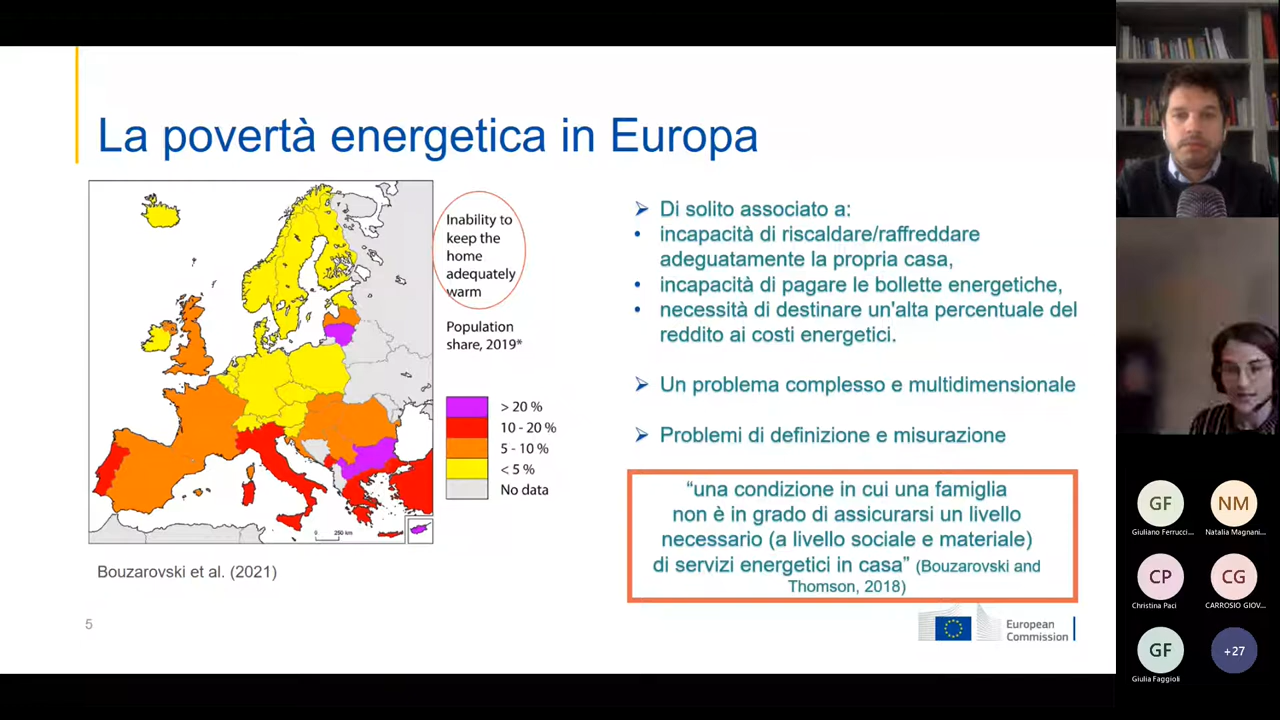 La povertà energetica in Europa
Inability to
keep the
home
adequately
warm
Population
share, 2019*
> 20 %
10 - 20 %
5 - 10 %
< 5 %
No data
0 250 km
Bouzarovski et al. (2021)
5
➢ Di solito associato a:
• incapacità di riscaldare/raffreddare
adeguatamente la propria casa,
• incapacità di pagare le bollette energetiche,
• necessità di destinare un'alta percentuale del
reddito ai costi energetici.
➢ Un problema complesso e multidimensionale
➢ Problemi di definizione e misurazione
“una condizione in cui una famiglia
non è in grado di assicurarsi un livello
necessario (a livello sociale e materiale)
di servizi energetici in casa” (Bouzarovski and
Thomson, 2018)
European
Commission
GF
Giuliano Ferrucci...
NM
Natalia Magnani...
CP
Christina Paci
CG
CARROSIO GIOV...
GF
Giulia Faggioli
+27